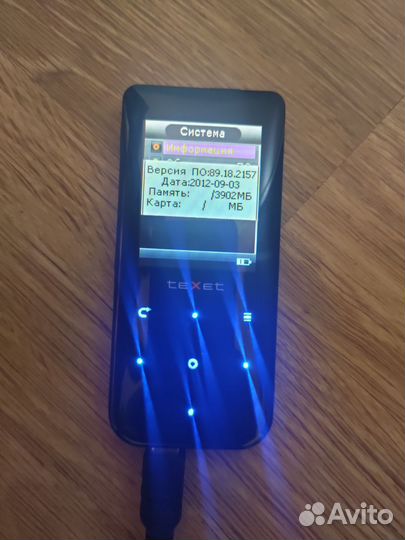 Система
Информация
Версия ПО:89.18.2157
Дата:2012-09-03
Память: /3902МБ
Карта: / МБ
teXet
Avito